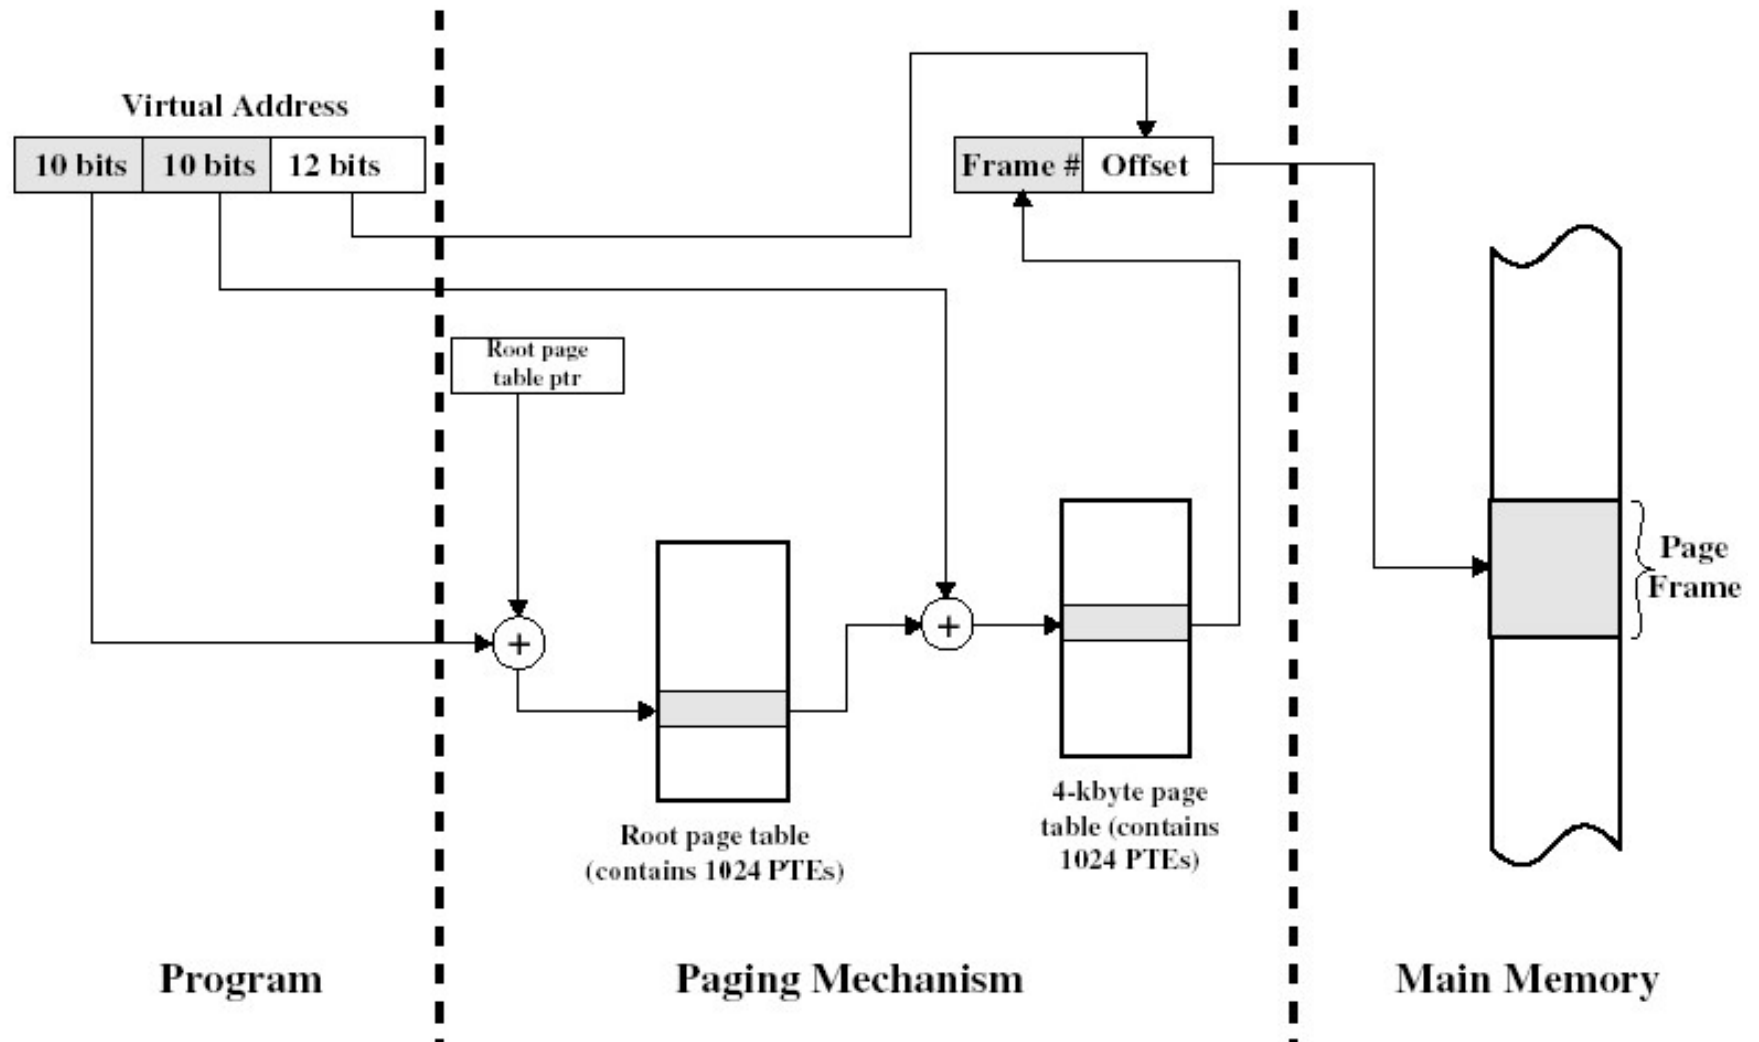 Virtual Address
10 bits 10 bits 12 bits
Frame # Offset
Root page
table ptr
+
+
Page
Frame
Root page table
(contains 1024 PTEs)
4-kbyte page
table (contains
1024 PTEs)
Program
Paging Mechanism
Main Memory